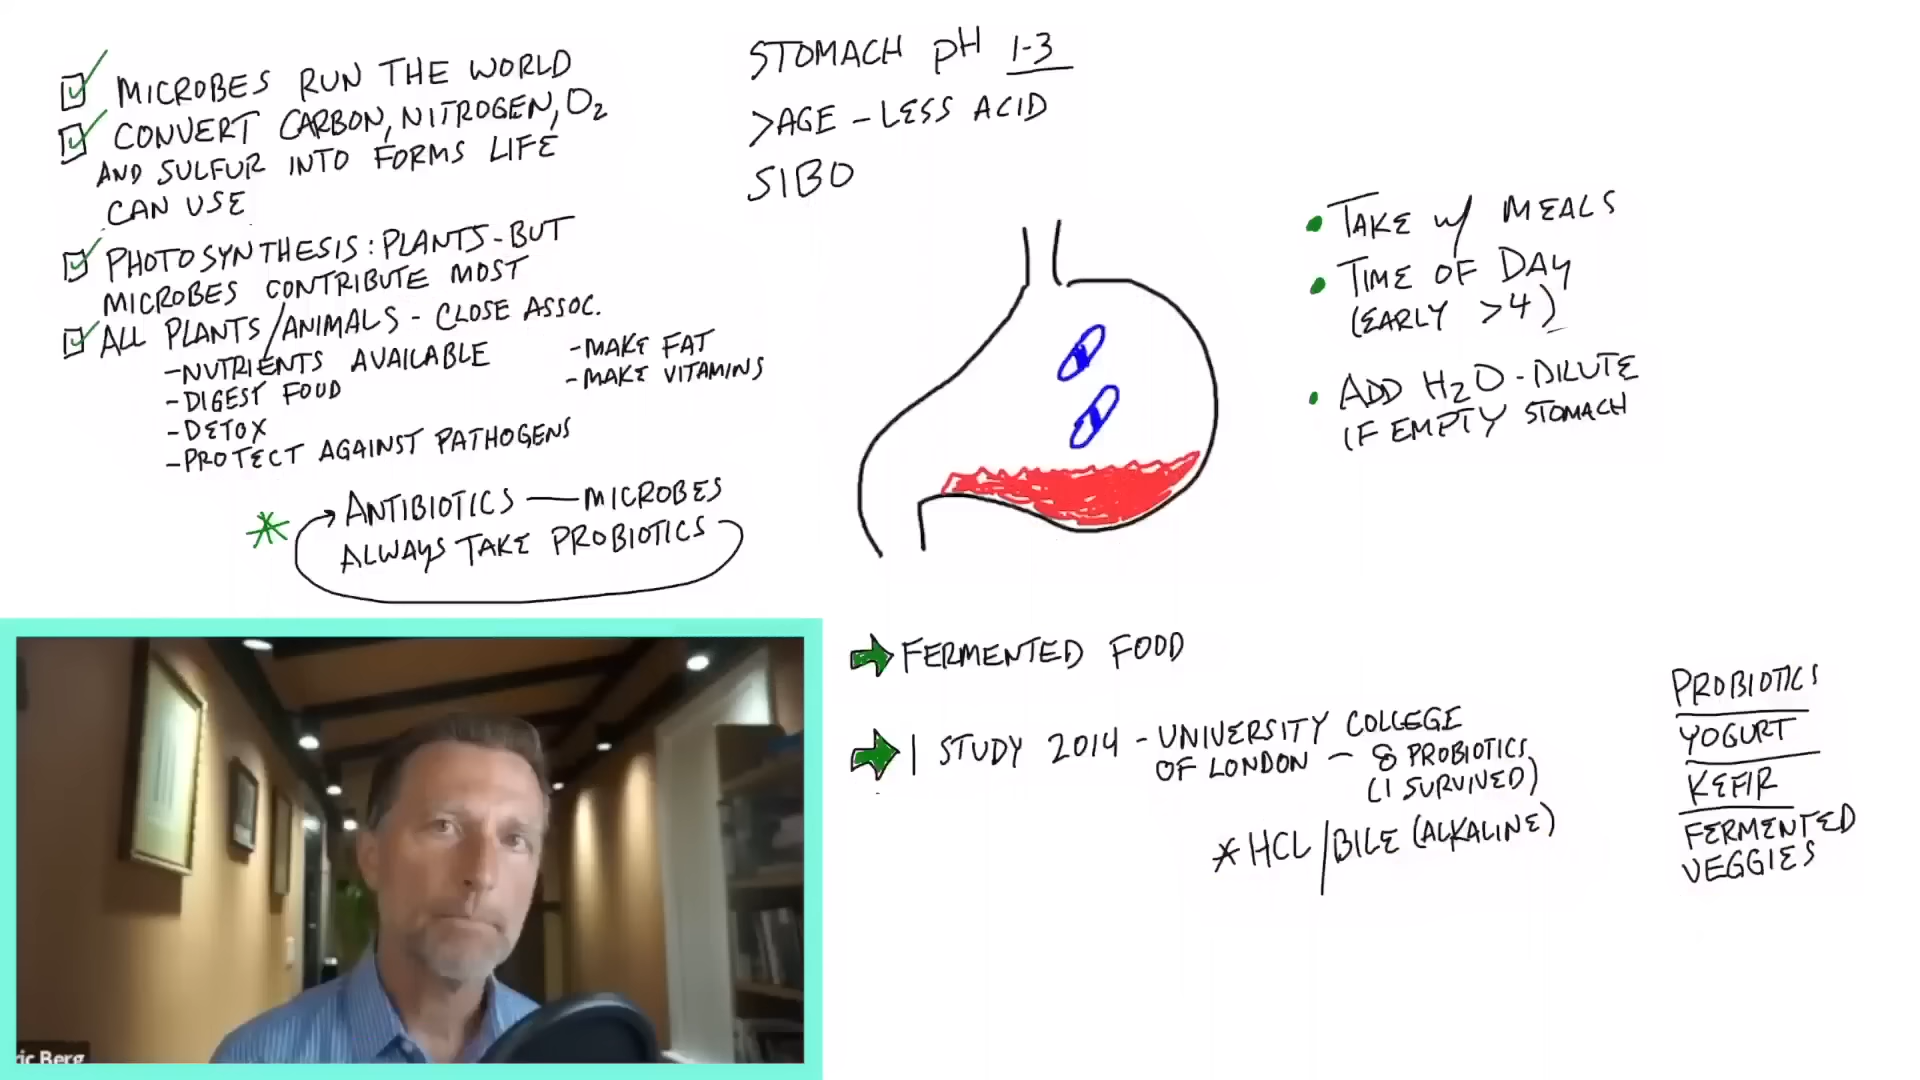 MICROBES RUN THE WORLD
CONVERT CARBON, NITROGEN, O2
AND SULFUR INTO FORMS LIFE
CAN USE
PHOTOSYNTHESIS: PLANTS - BUT
MICROBES CONTRIBUTE MOST
ALL PLANTS/ANIMALS - CLOSE ASSOC.
- NUTRIENTS AVAILABLE
- DIGEST FOOD
- DETOX
- PROTECT AGAINST PATHOGENS
- MAKE FAT
- MAKE VITAMINS
* ANTIBIOTICS — MICROBES
ALWAYS TAKE PROBIOTICS
STOMACH pH 1-3
>AGE - LESS ACID
SIBO
• TAKE w/ MEALS
• TIME OF DAY
(EARLY >4)
• ADD H2O - DILUTE
IF EMPTY STOMACH
FERMENTED FOOD
1 STUDY 2014 - UNIVERSITY COLLEGE
OF LONDON - 8 PROBIOTICS
(1 SURVIVED)
* HCL/BILE (ALKALINE)
PROBIOTICS
YOGURT
KEFIR
FERMENTED
VEGGIES
ric Berg